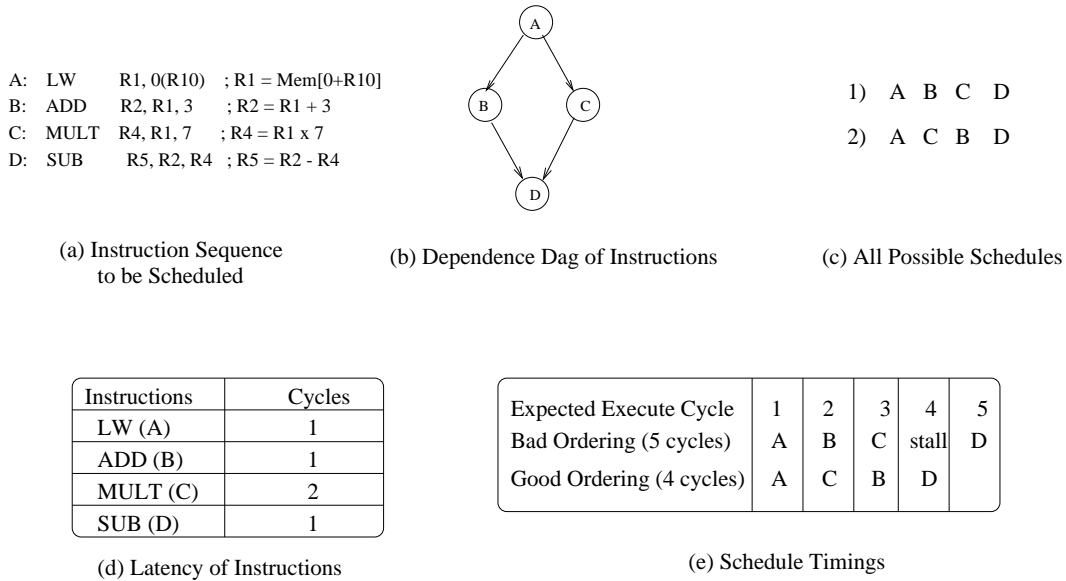 A: LW R1, 0(R10) ; R1 = Mem[0+R10]
B: ADD R2, R1, 3 ; R2 = R1 + 3
C: MULT R4, R1, 7 ; R4 = R1 x 7
D: SUB R5, R2, R4 ; R5 = R2 - R4
(a) Instruction Sequence
to be Scheduled
A
B
C
D
(b) Dependence Dag of Instructions
1) A B C D
2) A C B D
(c) All Possible Schedules
Instructions Cycles
LW (A) 1
ADD (B) 1
MULT (C) 2
SUB (D) 1
(d) Latency of Instructions
Expected Execute Cycle 1 2 3 4 5
Bad Ordering (5 cycles) A B C stall D
Good Ordering (4 cycles) A C B D
(e) Schedule Timings